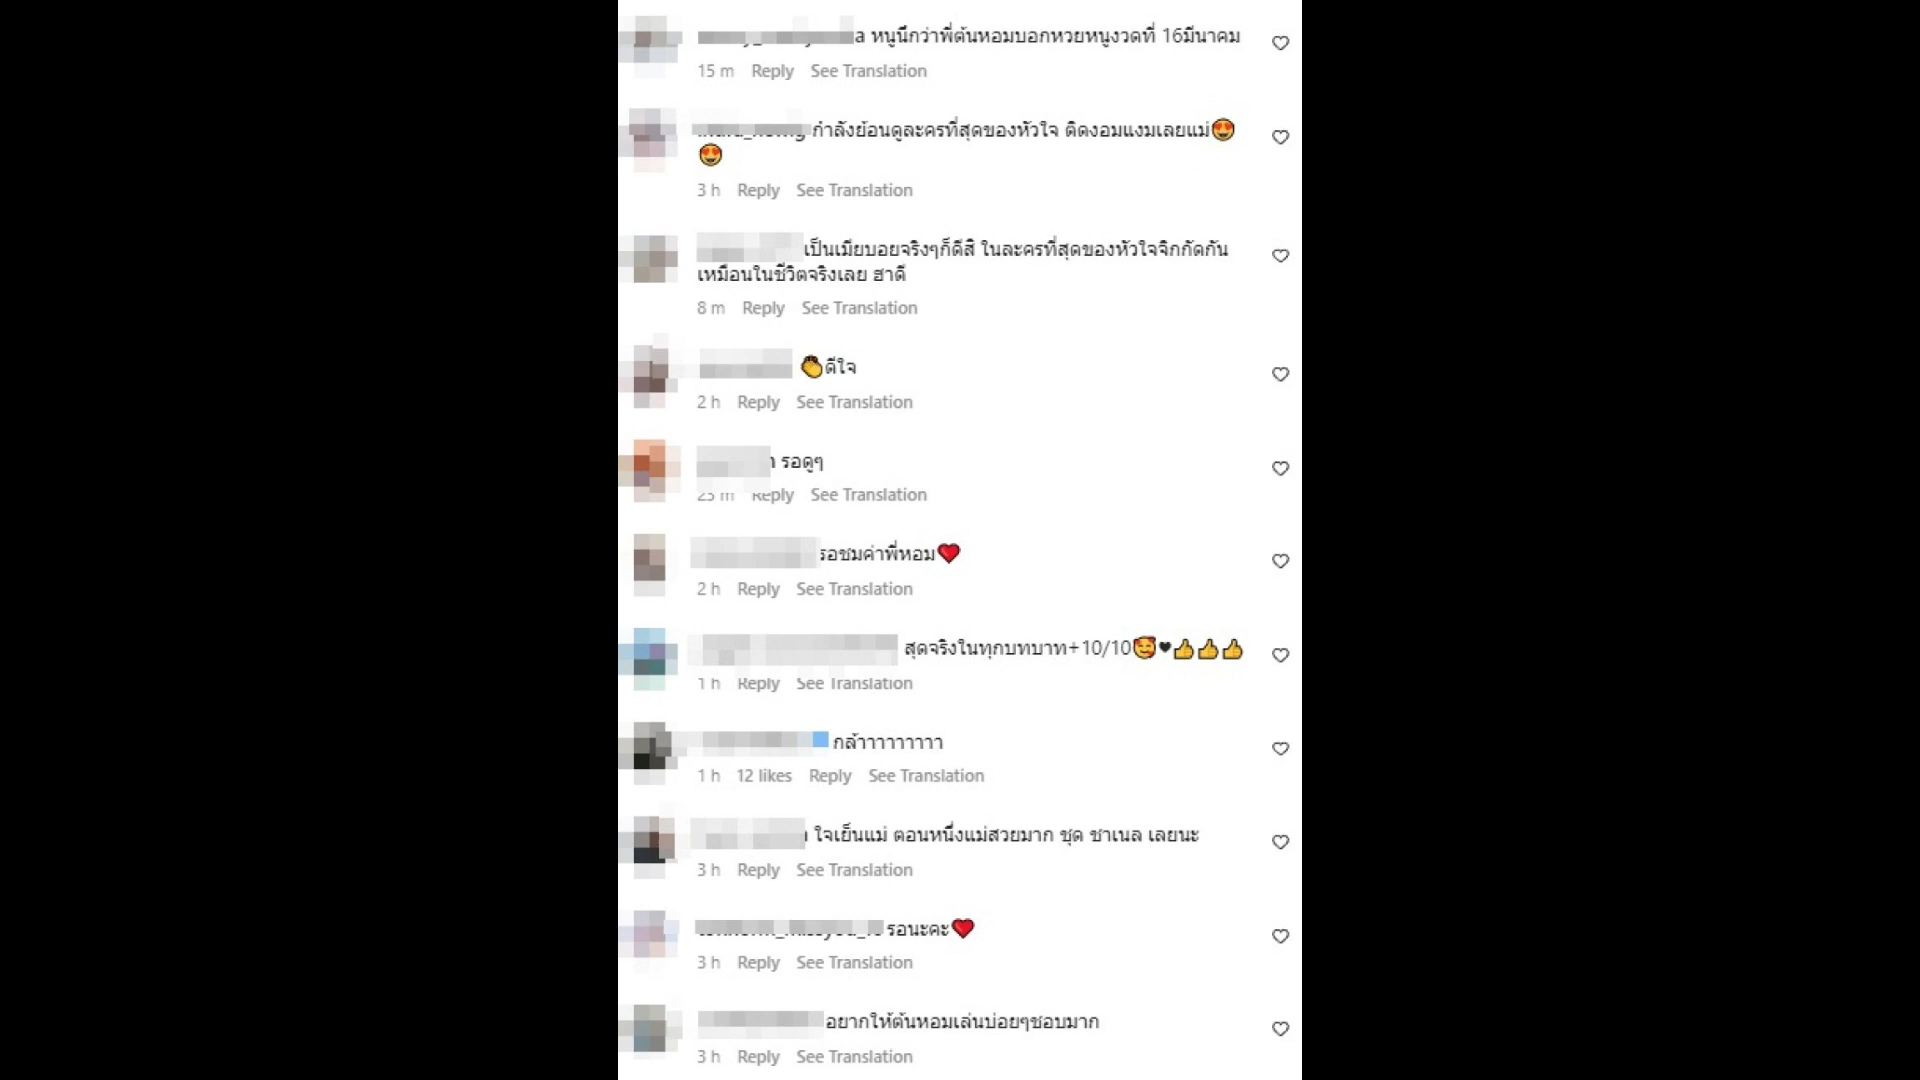 หนูนึกว่าพี่ต้นหอมบอกหวยหนูงวดที่ 16มีนาคม
15 m Reply See Translation
กำลังย้อนดูละครที่สุดของหัวใจ ติดงอมแงมเลยแม่😍
😍
3 h Reply See Translation
เป็นเมียบอยจริงๆก็ดีสิ ในละครที่สุดของหัวใจจิกกัดกัน
เหมือนในชีวิตจริงเลย ฮาดี
8 m Reply See Translation
👏ดีใจ
2 h Reply See Translation
รอดูๆ
23 m Reply See Translation
รอชมค่าพี่หอม❤️
2 h Reply See Translation
สุดจริงในทุกบทบาท+10/10🥰♥👍👍👍
1 h Reply See Translation
กล้าาาาาาาาา
1 h 12 likes Reply See Translation
ใจเย็นแม่ ตอนหนึ่งแม่สวยมาก ชุด ชาเนล เลยนะ
3 h Reply See Translation
รอนะคะ❤️
3 h Reply See Translation
อยากให้ต้นหอมเล่นบ่อยๆชอบมาก
3 h Reply See Translation